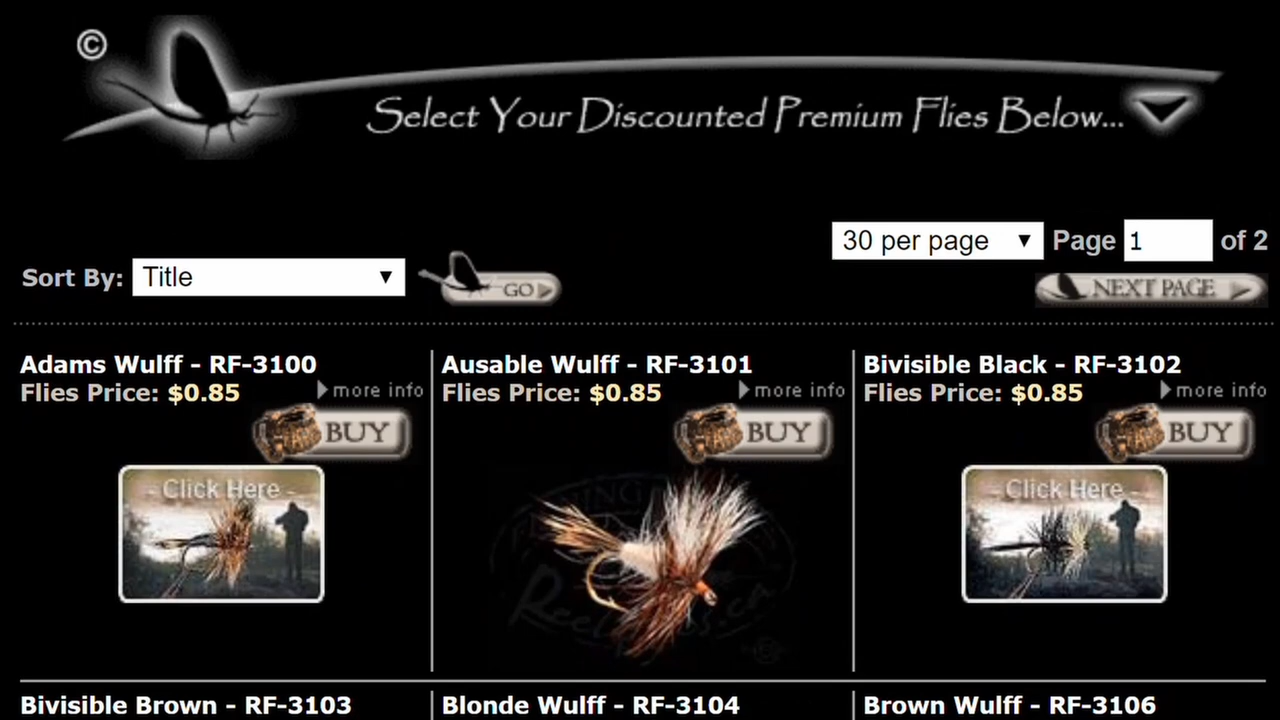 ©
Select Your Discounted Premium Flies Below...
30 per page Page 1 of 2
Sort By: Title GO NEXT PAGE
Adams Wulff - RF-3100 Ausable Wulff - RF-3101 Bivisible Black - RF-3102
Flies Price: $0.85 more info Flies Price: $0.85 more info Flies Price: $0.85 more info
BUY BUY BUY
- Click Here - - Click Here -
Bivisible Brown - RF-3103 Blonde Wulff - RF-3104 Brown Wulff - RF-3106